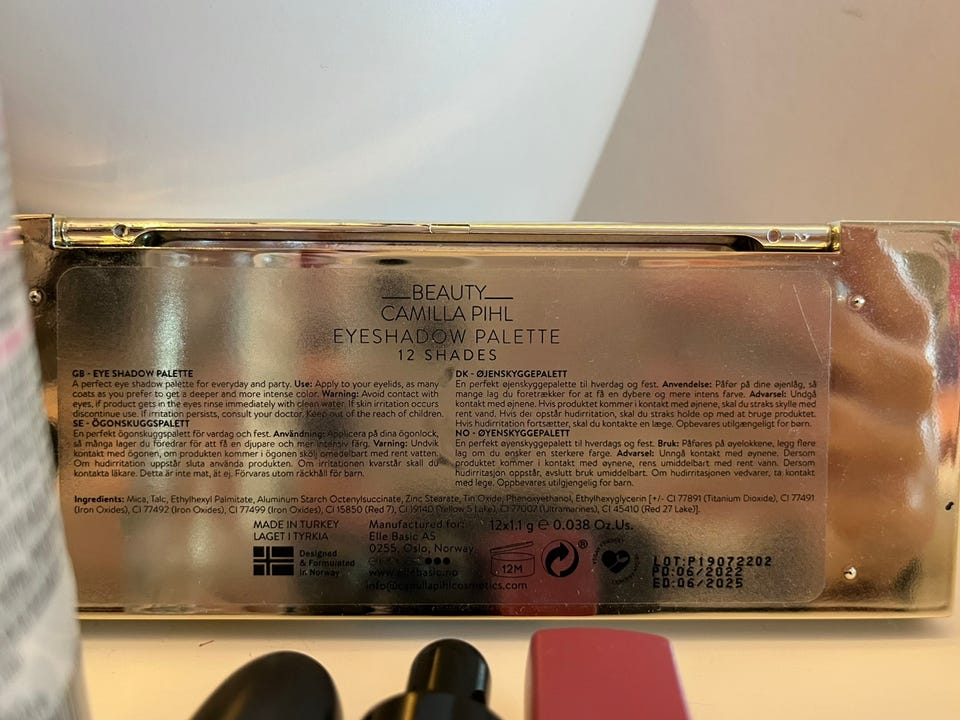 BEAUTY
CAMILLA PIHL
EYESHADOW PALETTE
12 SHADES
GB - EYE SHADOW PALETTE
A perfect eye shadow palette for everyday and party. Use: Apply to your eyelids, as many
coats as you prefer to get a deeper and more intense color. Warning: Avoid contact with
eyes, if product gets in the eyes rinse immediately with clean water. If skin irritation occurs
discontinue use. If irritation persists, consult your doctor. Keep out of the reach of children.
SE - ÖGONSKUGGSPALETT
En perfekt ögonskuggspalett för vardag och fest. Användning: Applicera på dina ögonlock,
så många lager du föredrar för att få en djupare och mer intensiv färg. Varning: Undvik
kontakt med ögonen, om produkten kommer i ögonen skölj omedelbart med rent vatten.
Om hudirritation uppstår sluta använda produkten. Om irritationen kvarstår skall du
kontakta läkare. Detta är inte mat, ät ej. Förvaras utom räckhåll för barn.
DK - ØJENSKYGGEPALETT
En perfekt øjenskyggepalette til hverdag og fest. Anvendelse: Påfør på dine øjenlåg, så
mange lag du foretrækker for at få en dybere og mere intens farve. Advarsel: Undgå
kontakt med øjnene. Hvis produktet kommer i kontakt med øjnene, skal du straks skylle med
rent vand. Hvis der opstår hudirritation, skal du straks holde op med at bruge produktet.
Hvis hudirritation fortsætter, skal du kontakte en læge. Opbevares utilgængeligt for børn.
NO - ØYENSKYGGEPALETT
En perfekt øyenskyggepalett til hverdags og fest. Bruk: Påføres på øyelokkene, legg flere
lag om du ønsker en sterkere farge. Advarsel: Unngå kontakt med øynene. Dersom
produktet kommer i kontakt med øynene, rens umiddelbart med rent vann. Dersom
hudirritasjon oppstår, avslutt bruk umiddelbart. Om hudirritasjonen vedvarer, ta kontakt
med lege. Oppbevares utilgjengelig for barn.
Ingredients: Mica, Talc, Ethylhexyl Palmitate, Aluminum Starch Octenylsuccinate, Zinc Stearate, Tin Oxide, Phenoxyethanol, Ethylhexyglycerin [+/- CI 77891 (Titanium Dioxide), CI 77491
(Iron Oxides), CI 77492 (Iron Oxides), CI 77499 (Iron Oxides), CI 15850 (Red 7), CI 19140 (Yellow 5 Lake), CI 77007 (Ultramarines), CI 45410 (Red 27 Lake)].
MADE IN TURKEY
LAGET I TYRKIA
Designed
& Formulated
in Norway
Manufactured for:
Elle Basic AS
0255, Oslo, Norway
www.ellebasic.no
info@camillapihlcosmetics.com
12x1.1 g e 0.038 Oz.Us.
12M
LOT:P19072202
PD:06/2022
ED:06/2025